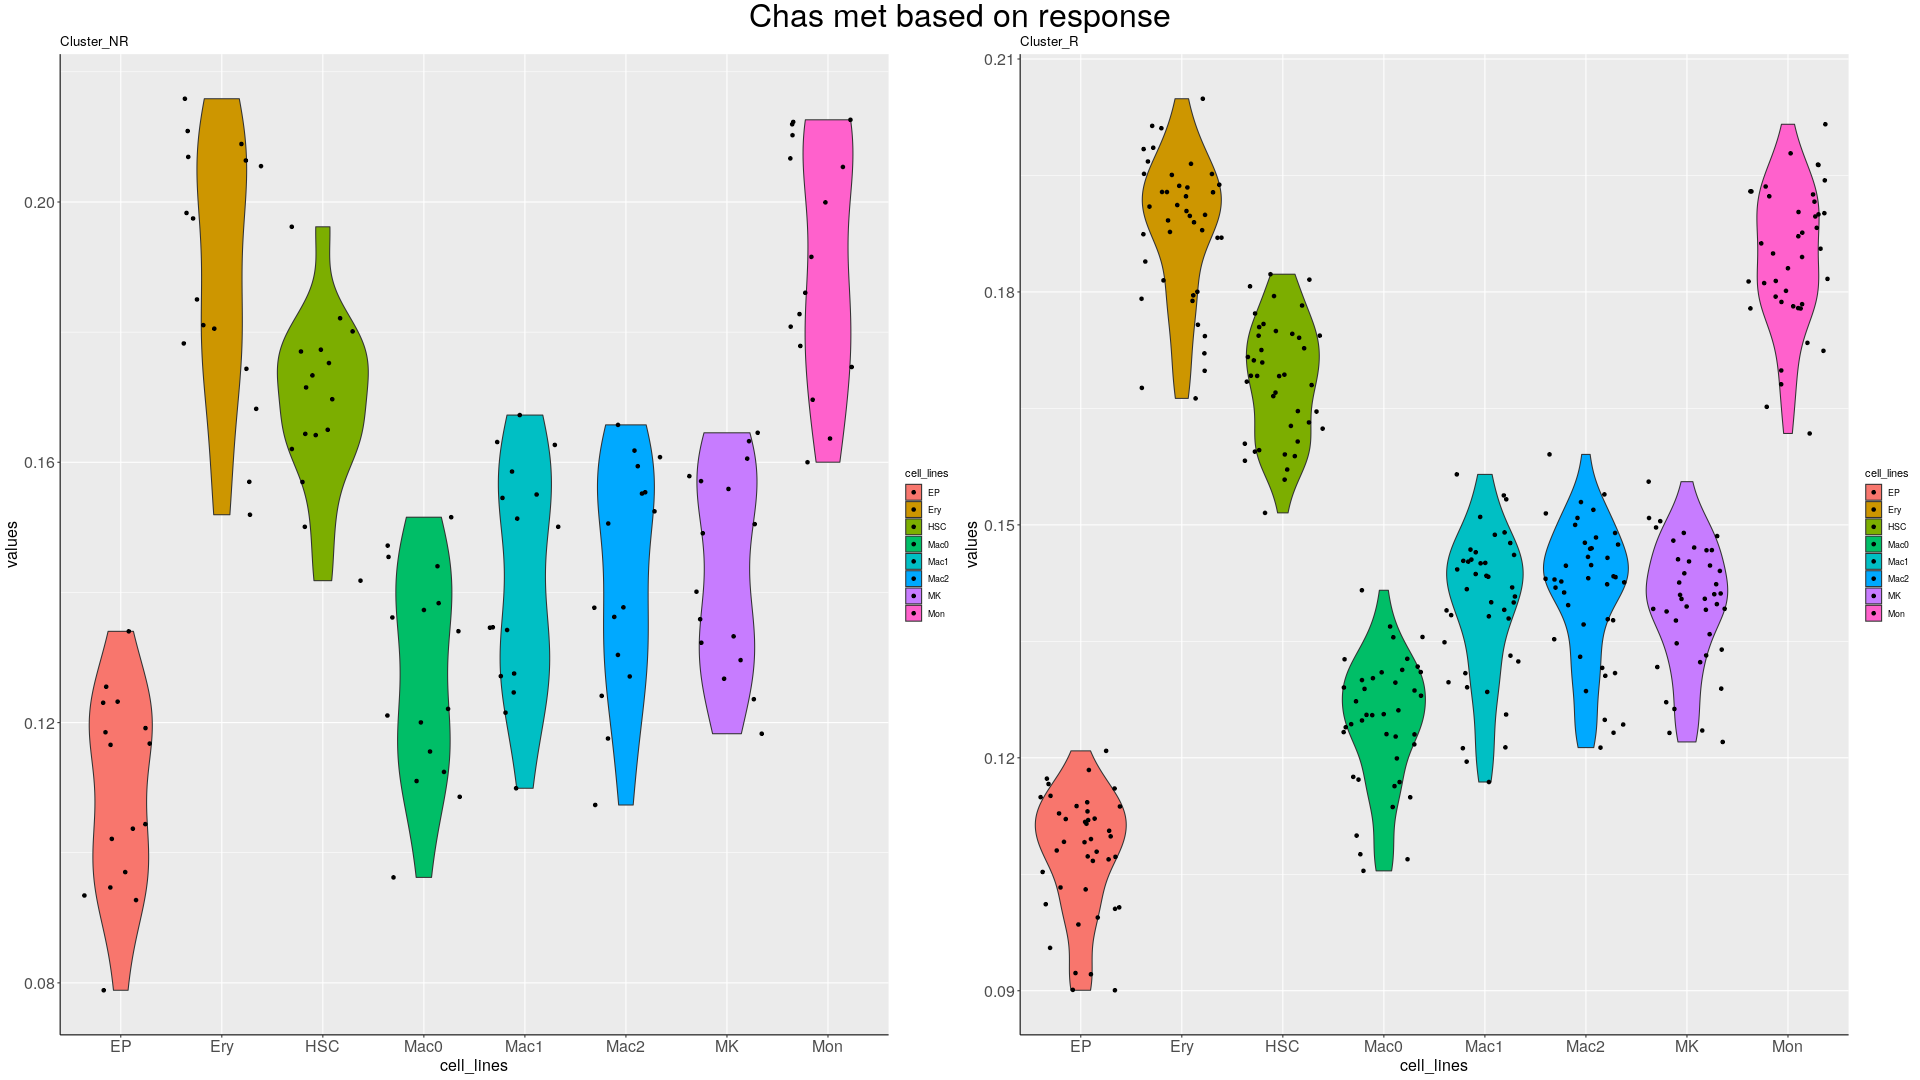 Chas met based on response
Cluster_NR
values
0.20
0.16
0.12
0.08
EP Ery HSC Mac0 Mac1 Mac2 MK Mon
cell_lines
cell_lines
EP
Ery
HSC
Mac0
Mac1
Mac2
MK
Mon
Cluster_R
values
0.21
0.18
0.15
0.12
0.09
EP Ery HSC Mac0 Mac1 Mac2 MK Mon
cell_lines
cell_lines
EP
Ery
HSC
Mac0
Mac1
Mac2
MK
Mon